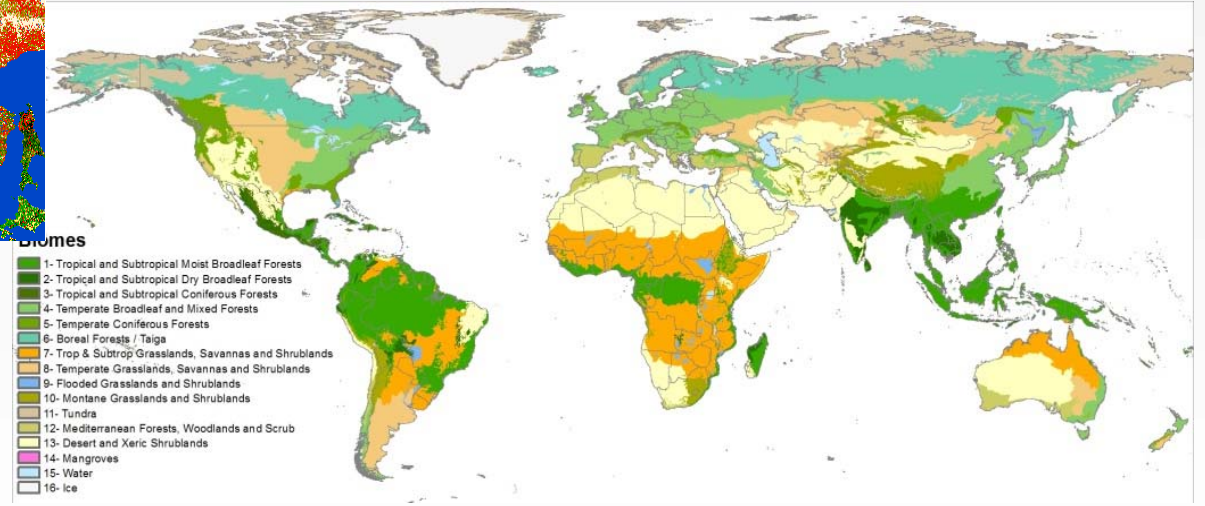 Biomes
1- Tropical and Subtropical Moist Broadleaf Forests
2- Tropical and Subtropical Dry Broadleaf Forests
3- Tropical and Subtropical Coniferous Forests
4- Temperate Broadleaf and Mixed Forests
5- Temperate Coniferous Forests
6- Boreal Forests / Taiga
7- Trop & Subtrop Grasslands, Savannas and Shrublands
8- Temperate Grasslands, Savannas and Shrublands
9- Flooded Grasslands and Shrublands
10- Montane Grasslands and Shrublands
11- Tundra
12- Mediterranean Forests, Woodlands and Scrub
13- Desert and Xeric Shrublands
14- Mangroves
15- Water
16- Ice